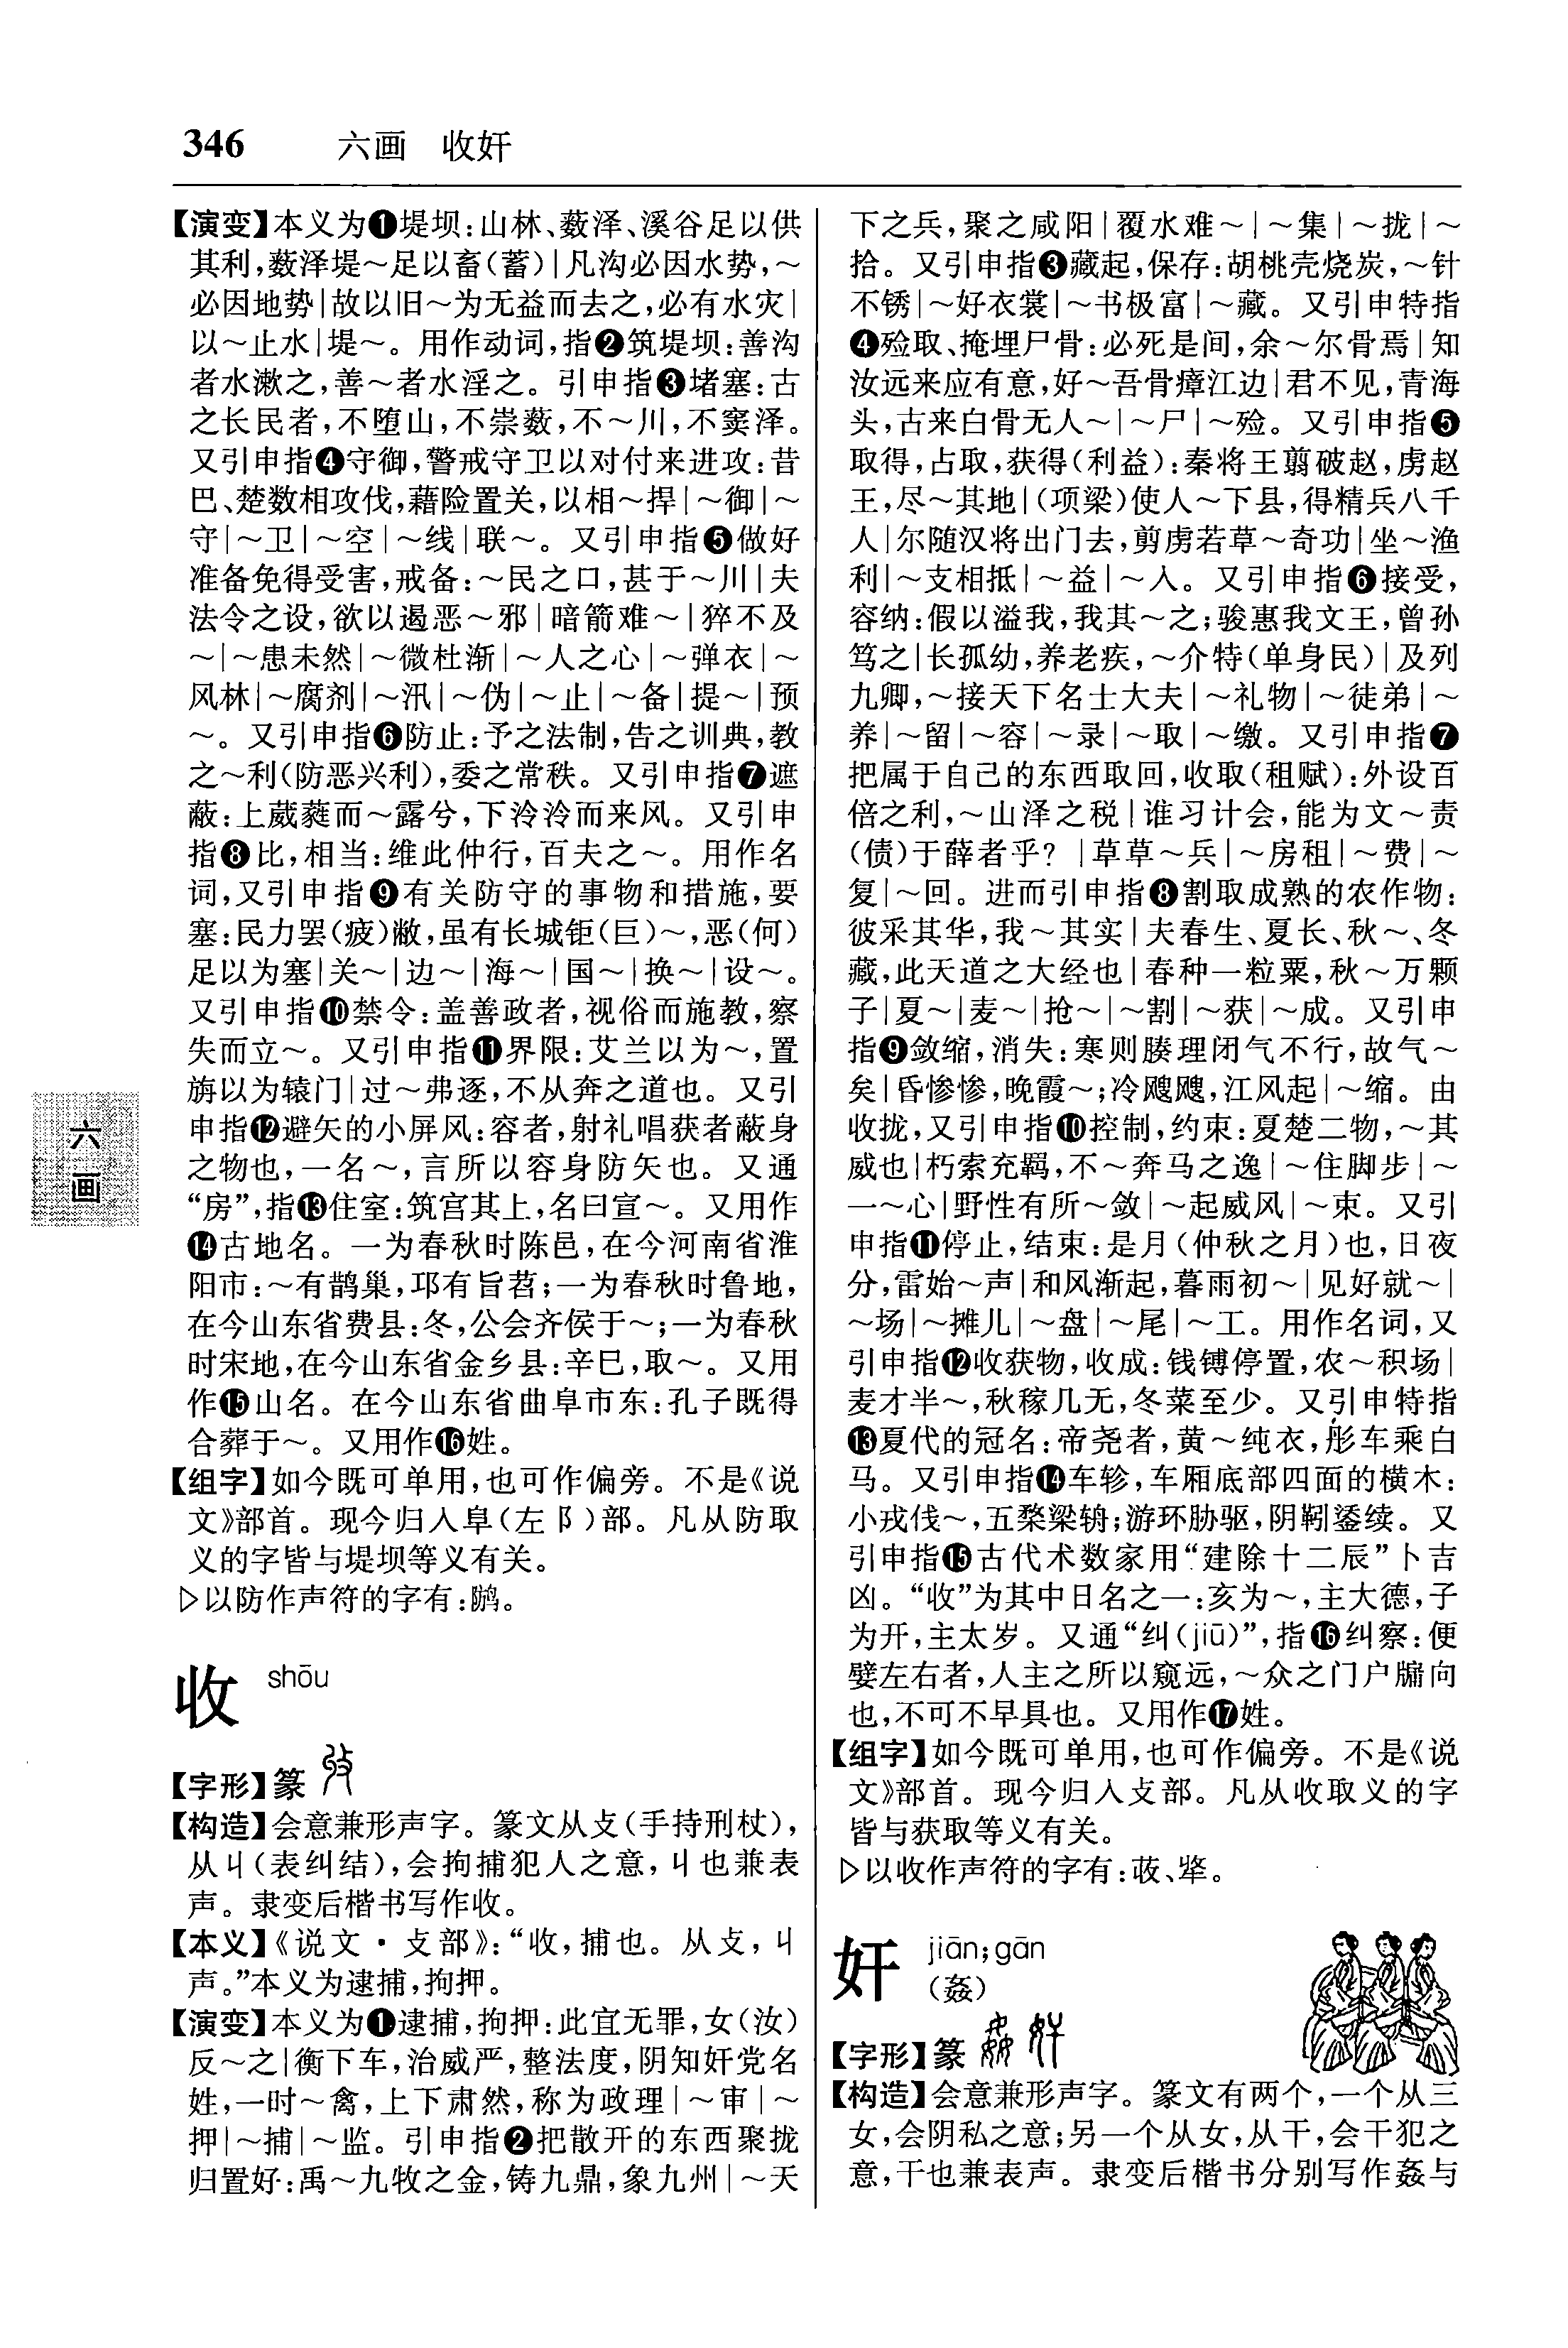 346 六画 收奸
【演变】本义为❶堤坝:山林、薮泽、溪谷足以供
其利,薮泽堤～足以畜(蓄)|凡沟必因水势,～
必因地势|故以旧～为无益而去之,必有水灾|
以～止水|堤～。用作动词,指❷筑堤坝:善沟
者水漱之,善～者水淫之。引申指❸堵塞:古
之长民者,不堕山,不崇薮,不～川,不窦泽。
又引申指❹守御,警戒守卫以对付来进攻:昔
巴、楚数相攻伐,藉险置关,以相～捍|～御|～
守|～卫|～空|～线|联～。又引申指❺做好
准备免得受害,戒备:～民之口,甚于～川|夫
法令之设,欲以遏恶～邪|暗箭难～|猝不及
～|～患未然|～微杜渐|～人之心|～弹衣|～
风林|～腐剂|～汛|～伪|～止|～备|提～|预
～。又引申指❻防止:予之法制,告之训典,教
之～利(防恶兴利),委之常秩。又引申指❼遮
蔽:上葳蕤而～露兮,下泠泠而来风。又引申
指❽比,相当:维此仲行,百夫之～。用作名
词,又引申指❾有关防守的事物和措施,要
塞:民力罢(疲)敝,虽有长城钜(巨)～,恶(何)
足以为塞|关～|边～|海～|国～|换～|设～。
又引申指❿禁令:盖善政者,视俗而施教,察
失而立～。又引申指⓫界限:艾兰以为～,置
旃以为辕门|过～弗逐,不从奔之道也。又引
申指⓬避矢的小屏风:容者,射礼唱获者蔽身
之物也,一名～,言所以容身防矢也。又通
“房”,指⓭住室:筑宫其上,名曰宣～。又用作
⓮古地名。一为春秋时陈邑,在今河南省淮
阳市:～有鹊巢,邛有旨苕;一为春秋时鲁地,
在今山东省费县:冬,公会齐侯于～;一为春秋
时宋地,在今山东省金乡县:辛巳,取～。又用
作⓯山名。在今山东省曲阜市东:孔子既得
合葬于～。又用作⓰姓。
【组字】如今既可单用,也可作偏旁。不是《说
文》部首。现今归入阜(左阝)部。凡从防取
义的字皆与堤坝等义有关。
▷以防作声符的字有:鹢。
收 shōu
【字形】篆
【构造】会意兼形声字。篆文从攴(手持刑杖),
从丩(表纠结),会拘捕犯人之意,丩也兼表
声。隶变后楷书写作收。
【本义】《说文·攴部》:“收,捕也。从攴,丩
声。”本义为逮捕,拘押。
【演变】本义为❶逮捕,拘押:此宜无罪,女(汝)
反～之|衡下车,治威严,整法度,阴知奸党名
姓,一时～禽,上下肃然,称为政理|～审|～
押|～捕|～监。引申指❷把散开的东西聚拢
归置好:禹～九牧之金,铸九鼎,象九州|～天
下之兵,聚之咸阳|覆水难～|～集|～拢|～
拾。又引申指❸藏起,保存:胡桃壳烧炭,～针
不锈|～好衣裳|～书极富|～藏。又引申特指
❹殓取、掩埋尸骨:必死是间,余～尔骨焉|知
汝远来应有意,好～吾骨瘴江边|君不见,青海
头,古来白骨无人～|～尸|～殓。又引申指❺
取得,占取,获得(利益):秦将王翦破赵,虏赵
王,尽～其地|(项梁)使人～下县,得精兵八千
人|尔随汉将出门去,剪虏若草～奇功|坐～渔
利|～支相抵|～益|～入。又引申指❻接受,
容纳:假以溢我,我其～之;骏惠我文王,曾孙
笃之|长孤幼,养老疾,～介特(单身民)|及列
九卿,～接天下名士大夫|～礼物|～徒弟|～
养|～留|～容|～录|～取|～缴。又引申指❼
把属于自己的东西取回,收取(租赋):外设百
倍之利,～山泽之税|谁习计会,能为文～责
(债)于薛者乎?|草草～兵|～房租|～费|～
复|～回。进而引申指❽割取成熟的农作物:
彼采其华,我～其实|夫春生、夏长、秋～、冬
藏,此天道之大经也|春种一粒粟,秋～万颗
子|夏～|麦～|抢～|～割|～获|～成。又引申
指❾敛缩,消失:寒则腠理闭气不行,故气～
矣|昏惨惨,晚霞～;冷飕飕,江风起|～缩。由
收拢,又引申指❿控制,约束:夏楚二物,～其
威也|朽索充羁,不～奔马之逸|～住脚步|～
一～心|野性有所～敛|～起威风|～束。又引
申指⓫停止,结束:是月(仲秋之月)也,日夜
分,雷始～声|和风渐起,暮雨初～|见好就～|
～场|～摊儿|～盘|～尾|～工。用作名词,又
引申指⓬收获物,收成:钱镈停置,农～积场|
麦才半～,秋稼几无,冬菜至少。又引申特指
⓭夏代的冠名:帝尧者,黄～纯衣,彤车乘白
马。又引申指⓮车轸,车厢底部四面的横木:
小戎伐～,五楘梁辀;游环胁驱,阴靷鋈续。又
引申指⓯古代术数家用“建除十二辰”卜吉
凶。“收”为其中日名之一:亥为～,主大德,子
为开,主太岁。又通“纠(jiū)”,指⓰纠察:便
嬖左右者,人主之所以窥远,～众之门户牖向
也,不可不早具也。又用作⓱姓。
【组字】如今既可单用,也可作偏旁。不是《说
文》部首。现今归入攴部。凡从收取义的字
皆与获取等义有关。
▷以收作声符的字有:荍、㸬。
奸 jiān;gān
(姦)
【字形】篆
【构造】会意兼形声字。篆文有两个,一个从三
女,会阴私之意;另一个从女,从干,会干犯之
意,干也兼表声。隶变后楷书分别写作姦与
六
画